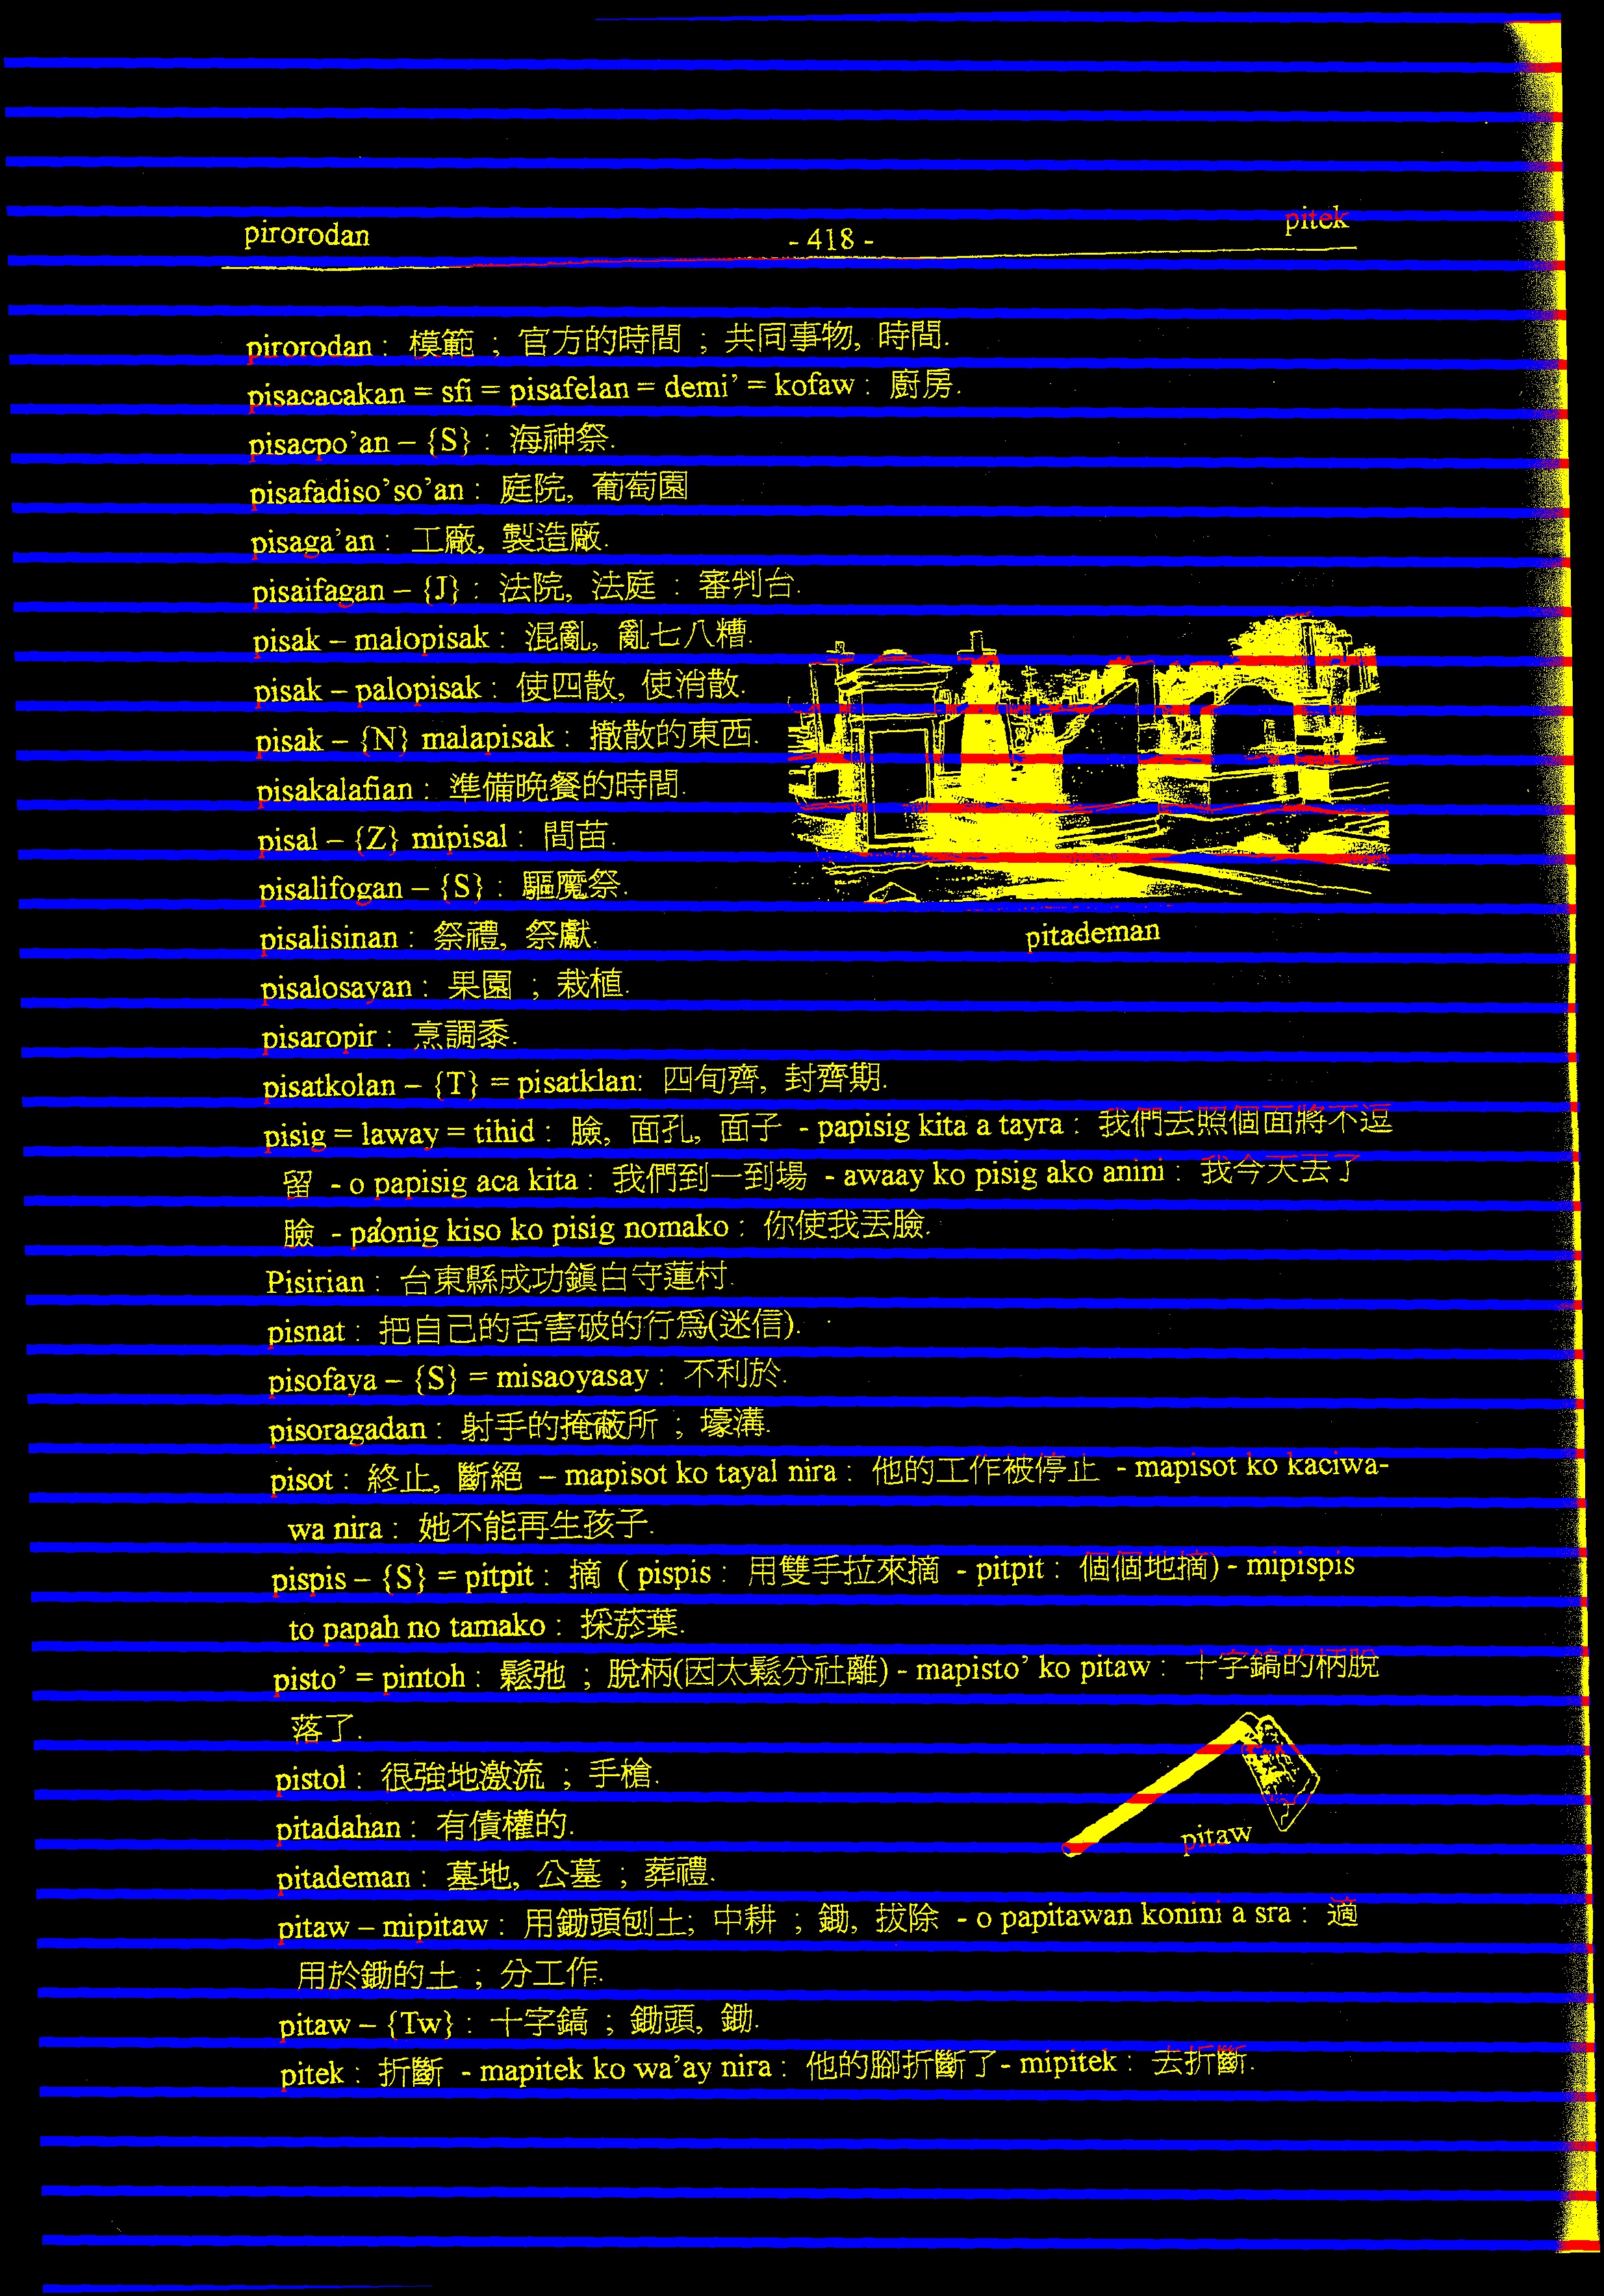 pirorodan - 418 - pitek
pirorodan : 模範 ; 官方的時間 ; 共同事物, 時間.
pisacacakan = sfi = pisafelan = demi’ = kofaw : 廚房.
pisacpo’an – {S} : 海神祭.
pisafadiso’so’an : 庭院, 葡萄園
pisaga’an : 工廠, 製造廠.
pisaifagan – {J} : 法院, 法庭 : 審判台.
pisak – malopisak : 混亂, 亂七八糟.
pisak – palopisak : 使四散, 使消散.
pisak – {N} malapisak : 撒散的東西.
pisakalafian : 準備晚餐的時間.
pisal – {Z} mipisal : 間苗.
pisalifogan – {S} : 驅魔祭.
pisalisinan : 祭禮, 祭獻.
pitademan
pisalosayan : 果園 ; 栽植.
pisaropir : 烹調黍.
pisatkolan – {T} = pisatklan: 四旬齊, 封齊期.
pisig = laway = tihid : 臉, 面孔, 面子 - papisig kita a tayra : 我們去照個面將不逗
留 - o papisig aca kita : 我們到一到場 - awaay ko pisig ako anini : 我今天丟了
臉 - pa’onig kiso ko pisig nomako : 你使我丟臉.
Pisirian : 台東縣成功鎮白守蓮村.
pisnat : 把自己的舌害破的行為(迷信).
pisofaya – {S} = misaoyasay : 不利於.
pisoragadan : 射手的掩蔽所 ; 壕溝.
pisot : 終止, 斷絕 – mapisot ko tayal nira : 他的工作被停止 - mapisot ko kaciwa-
wa nira : 她不能再生孩子.
pispis – {S} = pitpit : 摘 ( pispis : 用雙手拉來摘 - pitpit : 個個地摘) - mipispis
to papah no tamako : 採菸葉.
pisto’ = pintoh : 鬆弛 ; 脫柄(因太鬆分社離) - mapisto’ ko pitaw : 十字鎬的柄脫
落了.
pistol : 很強地激流 ; 手槍.
pitadahan : 有債權的.
pitaw
pitademan : 墓地, 公墓 ; 葬禮.
pitaw – mipitaw : 用鋤頭刨土; 中耕 ; 鋤, 拔除 - o papitawan konini a sra : 適
用於鋤的土 ; 分工作.
pitaw – {Tw} : 十字鎬 ; 鋤頭, 鋤.
pitek : 折斷 - mapitek ko wa’ay nira : 他的腳折斷了- mipitek : 去折斷.